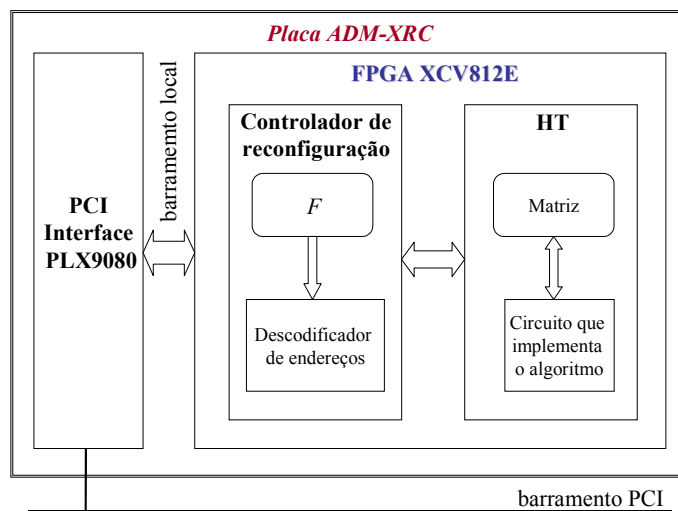 Placa ADM-XRC
FPGA XCV812E
barramemto local
PCI
Interface
PLX9080
Controlador de
reconfiguração
F
Descodificador
de endereços
HT
Matriz
Circuito que
implementa
o algoritmo
barramento PCI